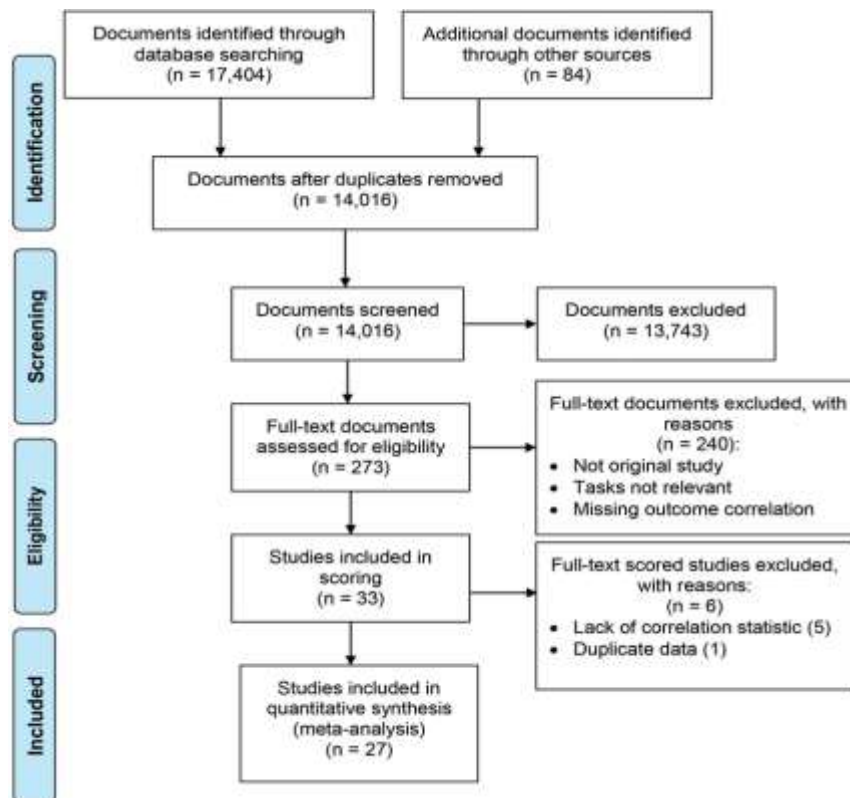 Documents identified through
database searching
(n = 17,404)
Additional documents identified
through other sources
(n = 84)
Identification
Documents after duplicates removed
(n = 14,016)
Screening
Documents screened
(n = 14,016)
Documents excluded
(n = 13,743)
Full-text documents
assessed for eligibility
(n = 273)
Full-text documents excluded, with
reasons
(n = 240):
• Not original study
• Tasks not relevant
• Missing outcome correlation
Eligibility
Studies included in
scoring
(n = 33)
Full-text scored studies excluded,
with reasons:
(n = 6)
• Lack of correlation statistic (5)
• Duplicate data (1)
Included
Studies included in
quantitative synthesis
(meta-analysis)
(n = 27)